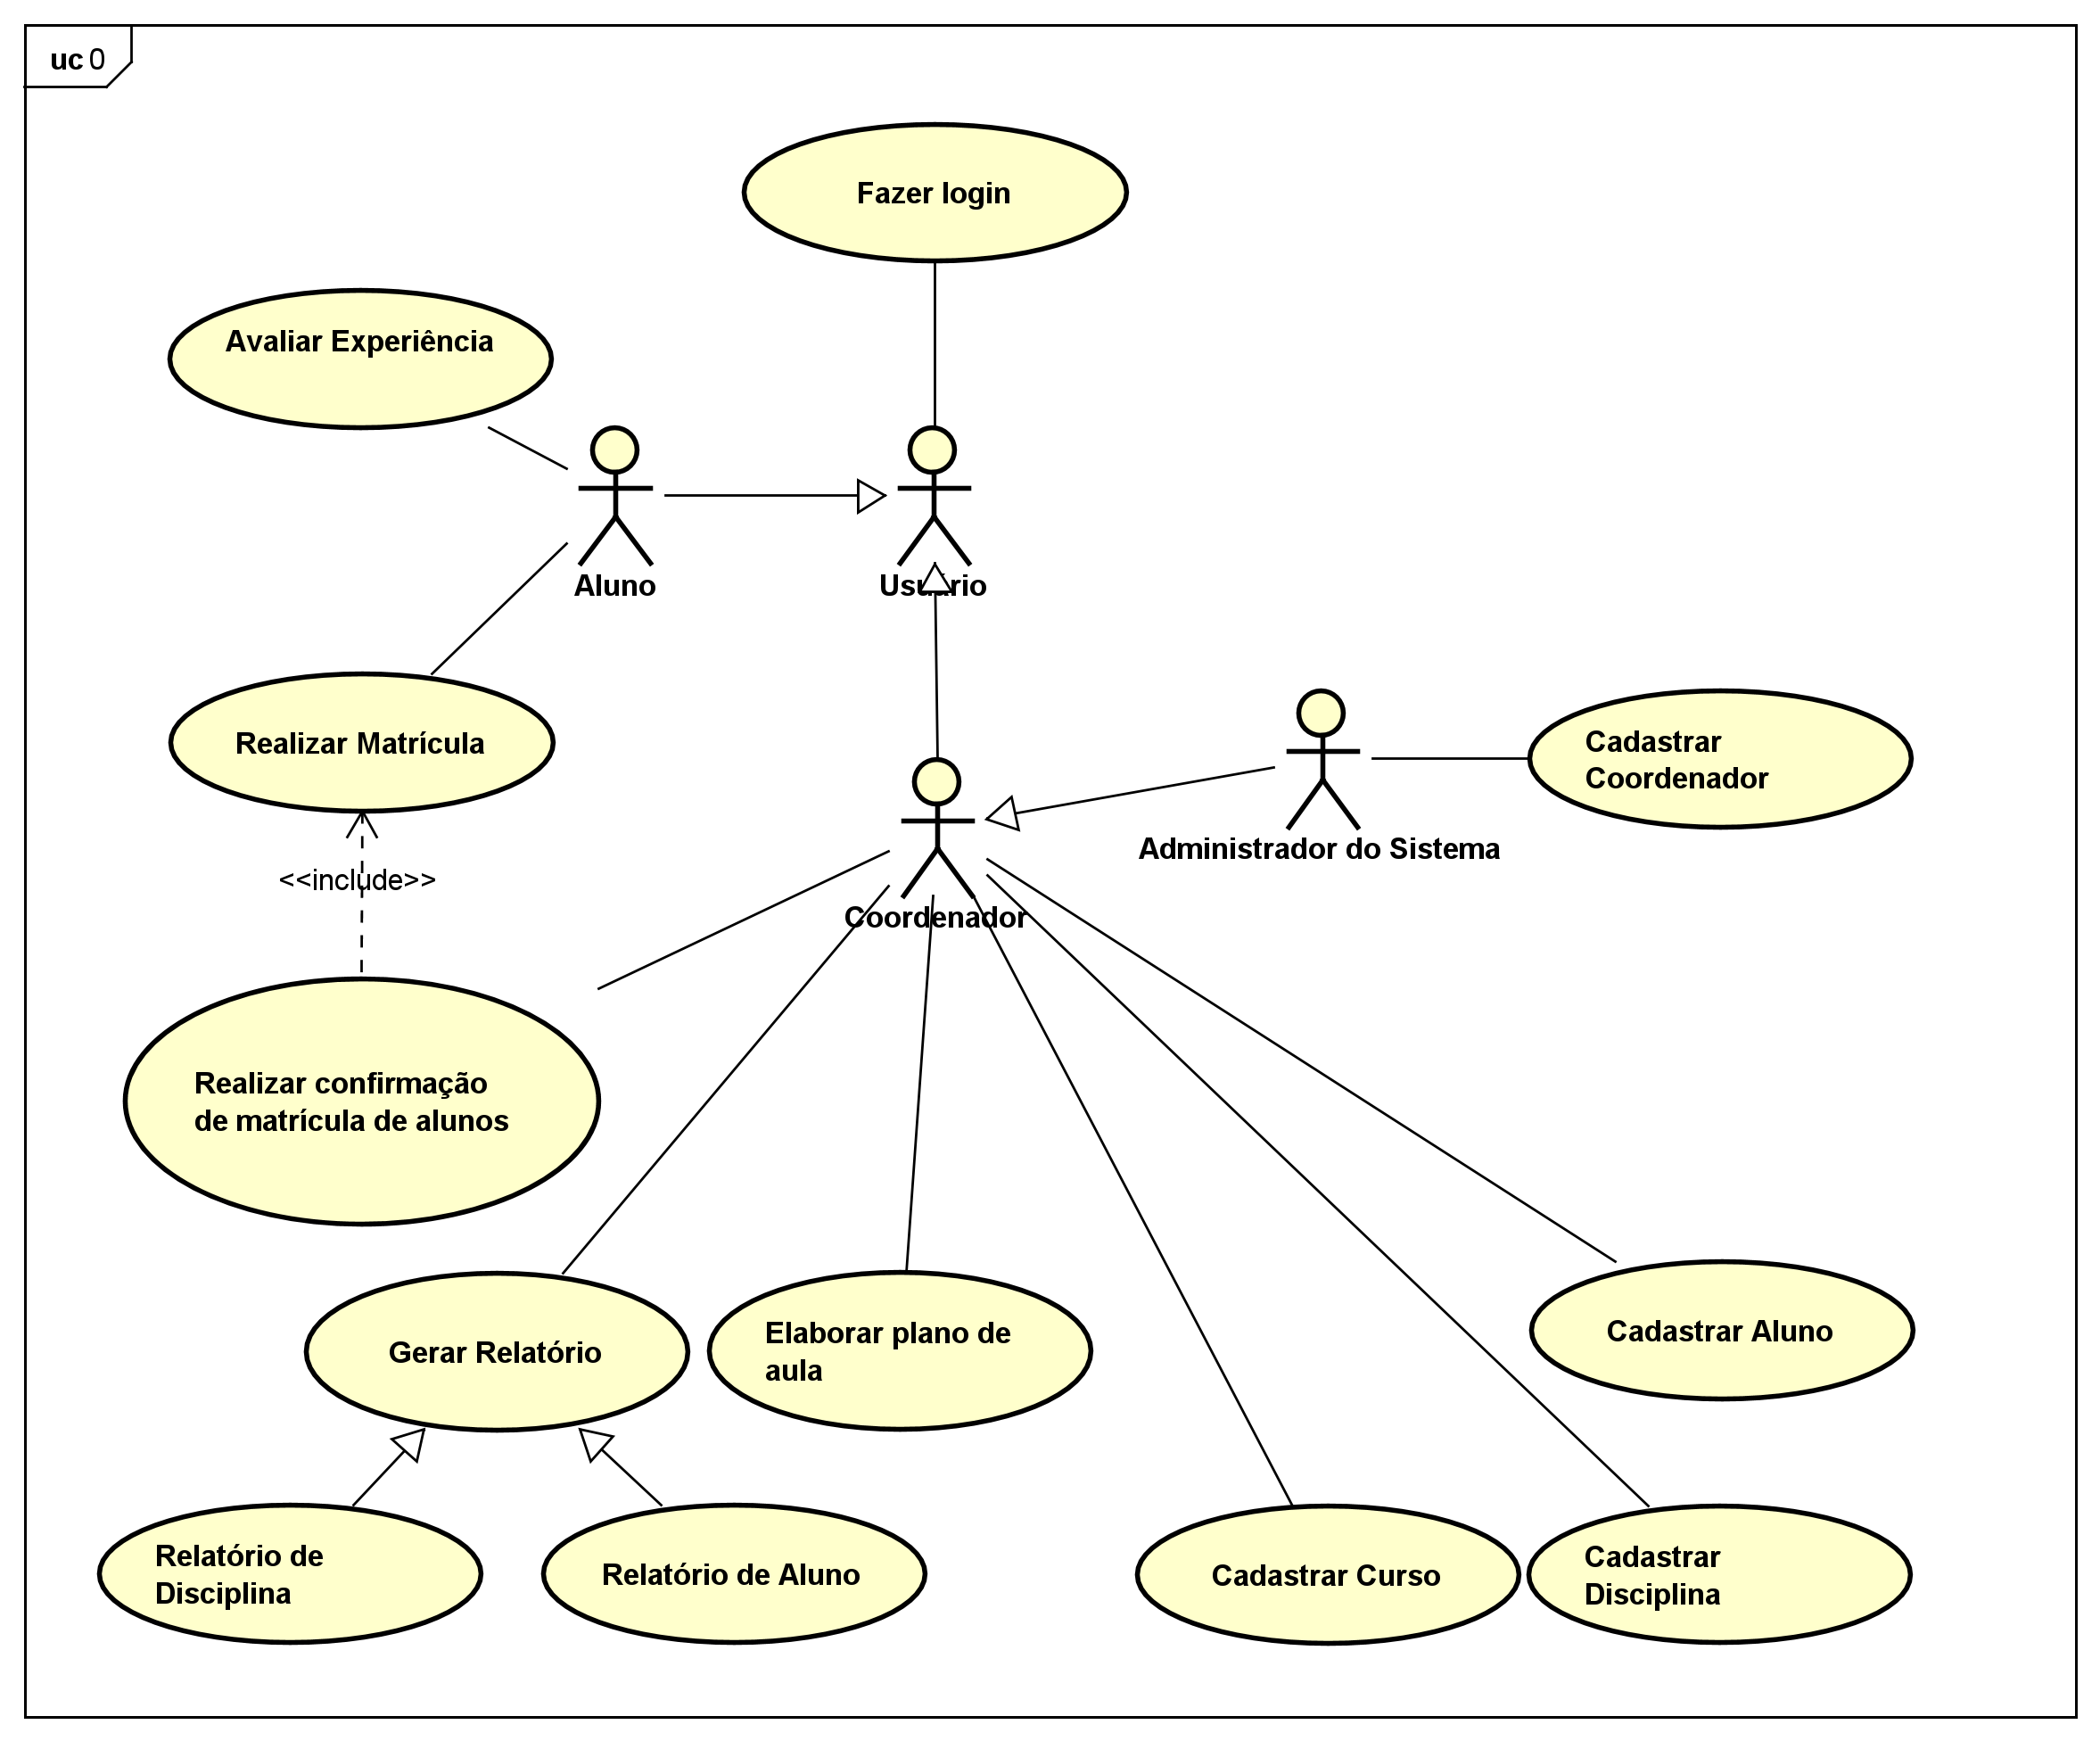 uc 0
Fazer login
Avaliar Experiência
Aluno
Usuário
Realizar Matrícula
Cadastrar
Coordenador
Administrador do Sistema
<<include>>
Coordenador
Realizar confirmação
de matrícula de alunos
Gerar Relatório
Elaborar plano de
aula
Cadastrar Aluno
Relatório de
Disciplina
Relatório de Aluno
Cadastrar Curso
Cadastrar
Disciplina